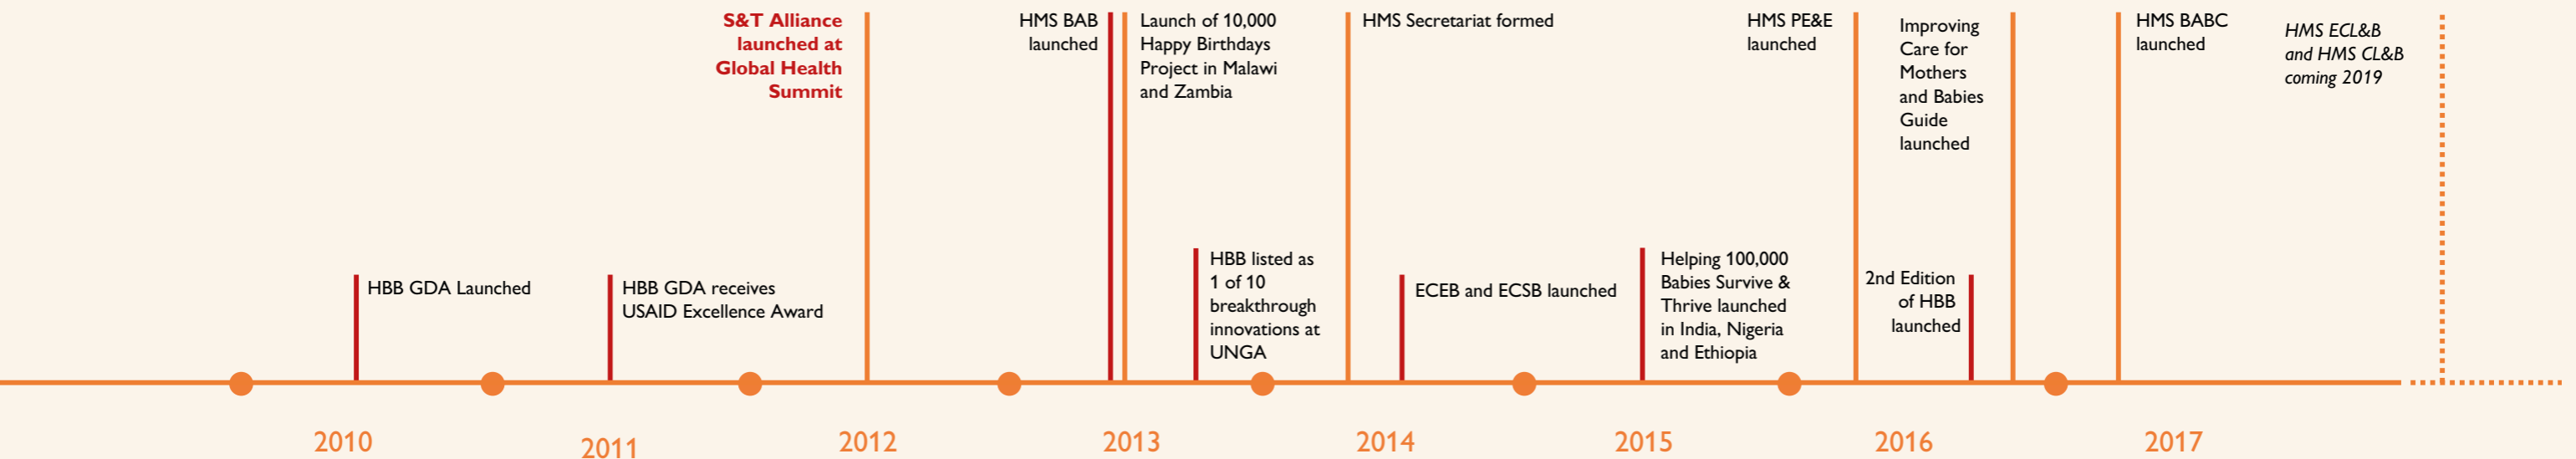 S&T Alliance
launched at
Global Health
Summit
HMS BAB
launched
Launch of 10,000
Happy Birthdays
Project in Malawi
and Zambia
HMS Secretariat formed
HMS PE&E
launched
Improving
Care for
Mothers
and Babies
Guide
launched
HMS BABC
launched
HMS ECL&B
and HMS CL&B
coming 2019
HBB GDA Launched
HBB GDA receives
USAID Excellence Award
HBB listed as
1 of 10
breakthrough
innovations at
UNGA
ECEB and ECSB launched
Helping 100,000
Babies Survive &
Thrive launched
in India, Nigeria
and Ethiopia
2nd Edition
of HBB
launched
2010
2011
2012
2013
2014
2015
2016
2017